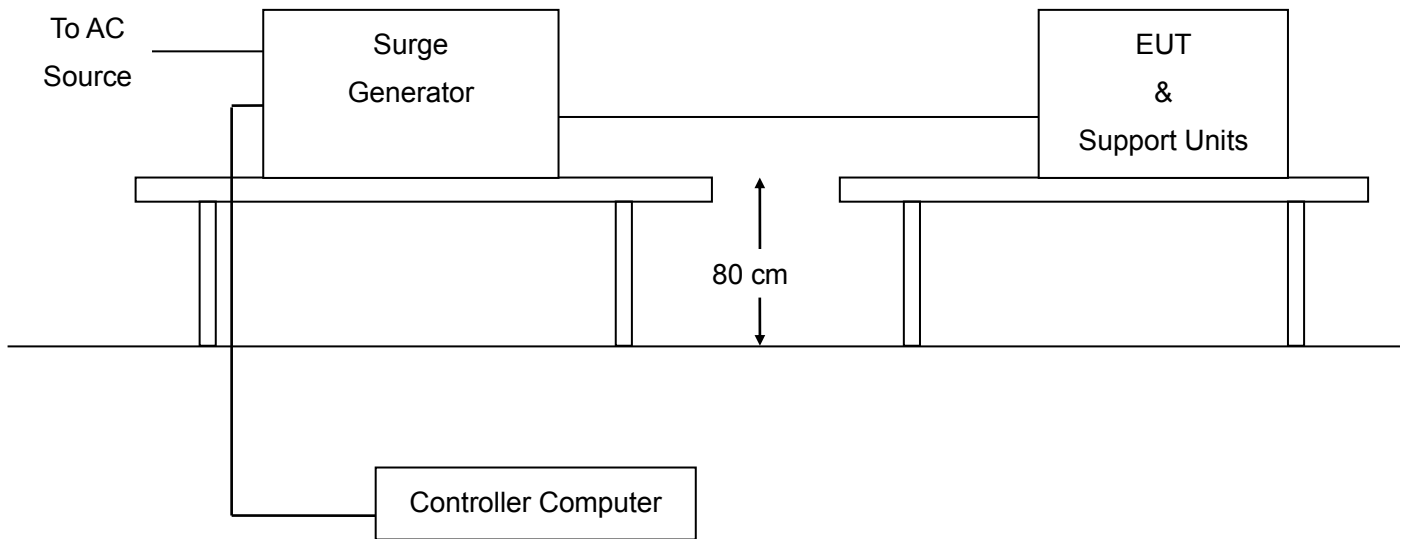 To AC
Source
Surge
Generator
EUT
&
Support Units
80 cm
Controller Computer